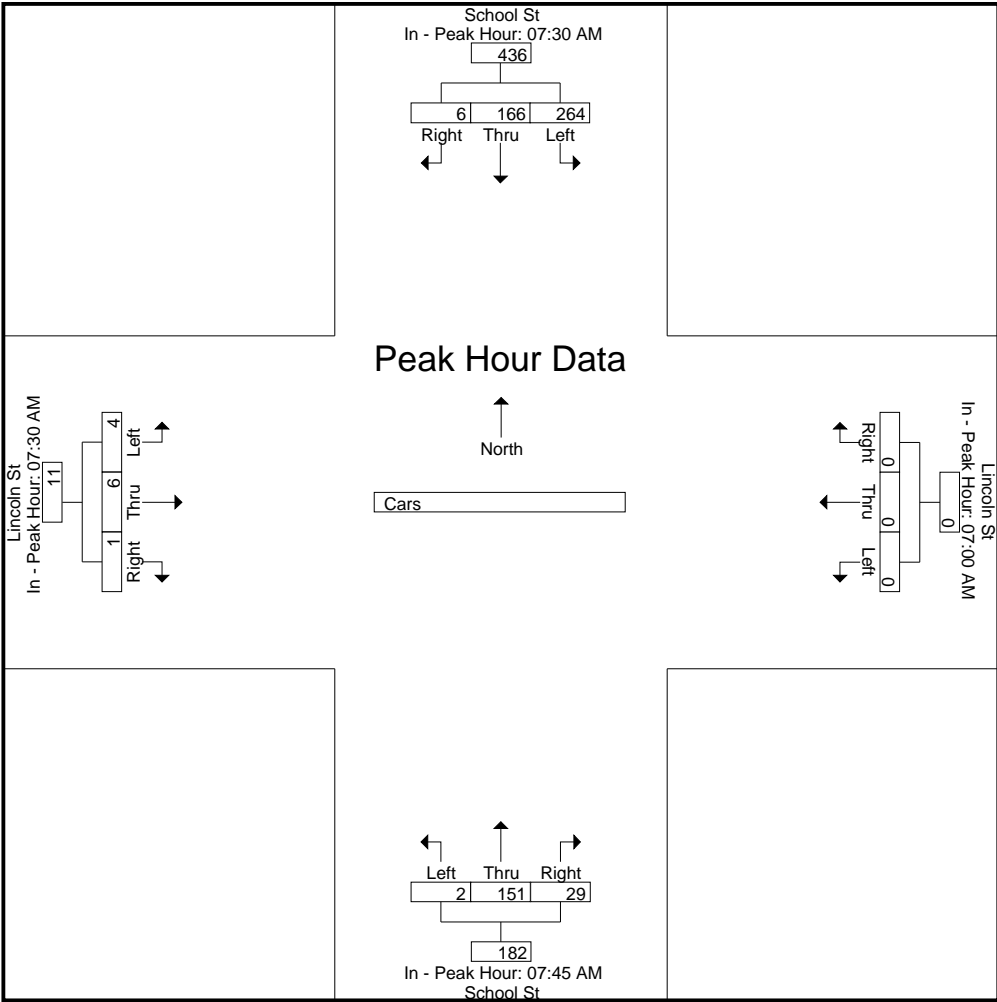 School St
In - Peak Hour: 07:30 AM
436
6 166 264
Right Thru Left
Peak Hour Data
North
Cars
Lincoln St
In - Peak Hour: 07:30 AM
11
4 6 1
Left Thru Right
Lincoln St
In - Peak Hour: 07:00 AM
0
Right Thru Left
0 0 0
Left Thru Right
2 151 29
182
In - Peak Hour: 07:45 AM
School St